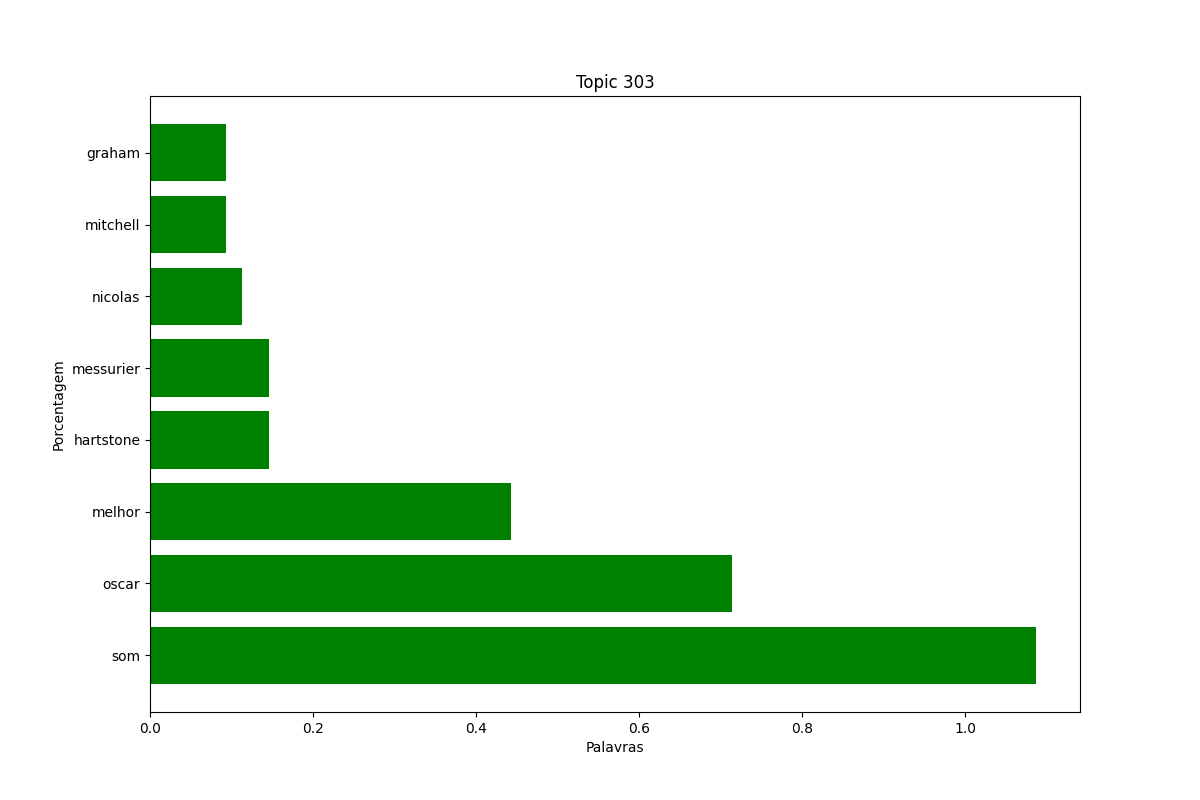 Topic 303
graham
mitchell
nicolas
messurier
hartstone
melhor
oscar
som
Porcentagem
0.0 0.2 0.4 0.6 0.8 1.0
Palavras